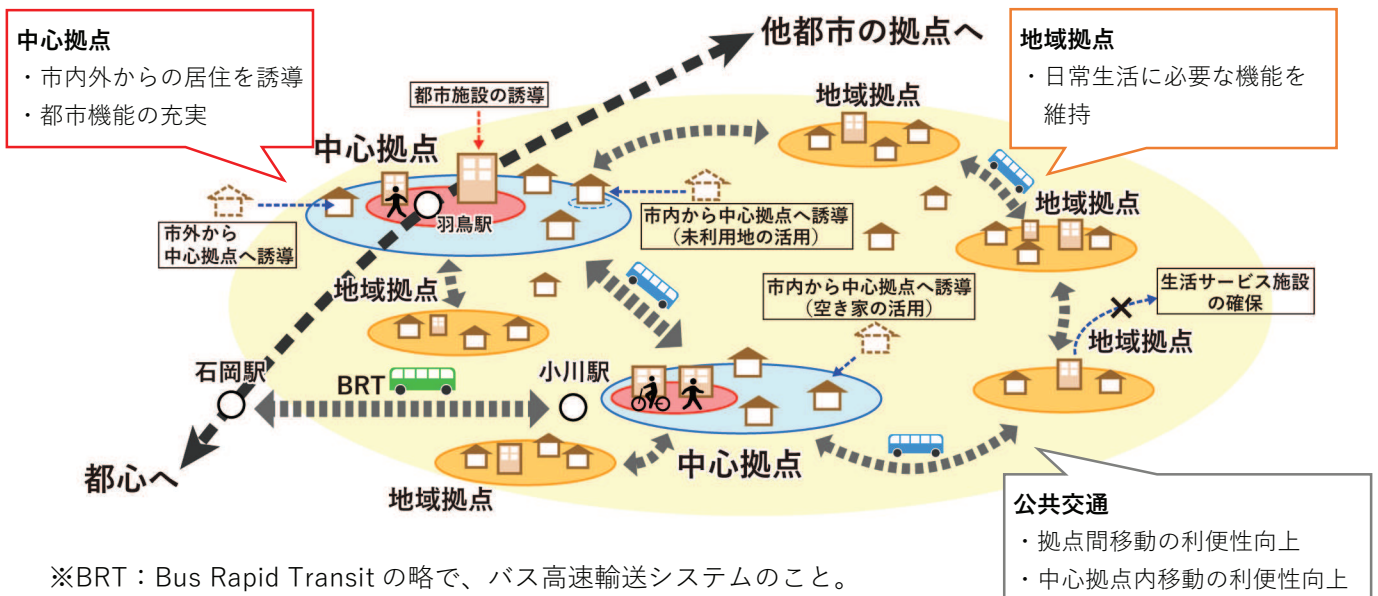 中心拠点
・市内外からの居住を誘導
・都市機能の充実
他都市の拠点へ
地域拠点
・日常生活に必要な機能を
維持
都市施設の誘導
地域拠点
中心拠点
羽鳥駅
市外から
中心拠点へ誘導
市内から中心拠点へ誘導
（未利用地の活用）
地域拠点
地域拠点
市内から中心拠点へ誘導
（空き家の活用）
生活サービス施設
の確保
地域拠点
石岡駅
BRT
小川駅
都心へ
地域拠点
中心拠点
公共交通
・拠点間移動の利便性向上
・中心拠点内移動の利便性向上
※BRT：Bus Rapid Transit の略で、バス高速輸送システムのこと。